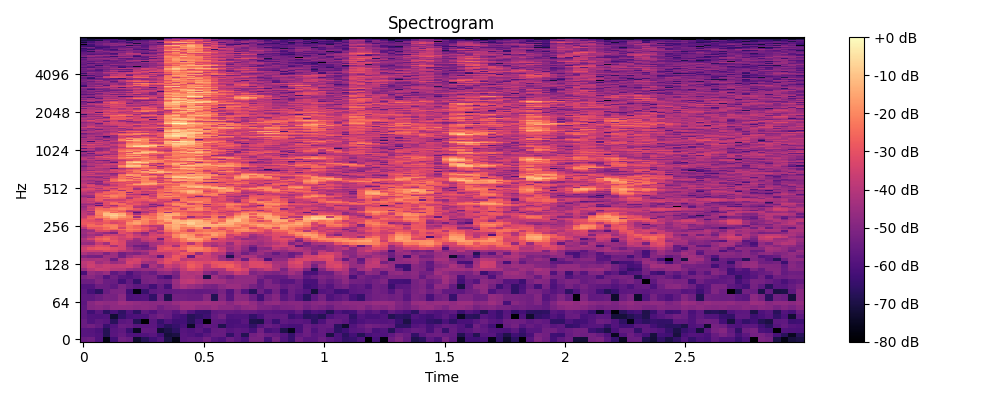 Spectrogram
Hz
4096
2048
1024
512
256
128
64
0
0
0.5
1
1.5
2
2.5
Time
+0 dB
-10 dB
-20 dB
-30 dB
-40 dB
-50 dB
-60 dB
-70 dB
-80 dB